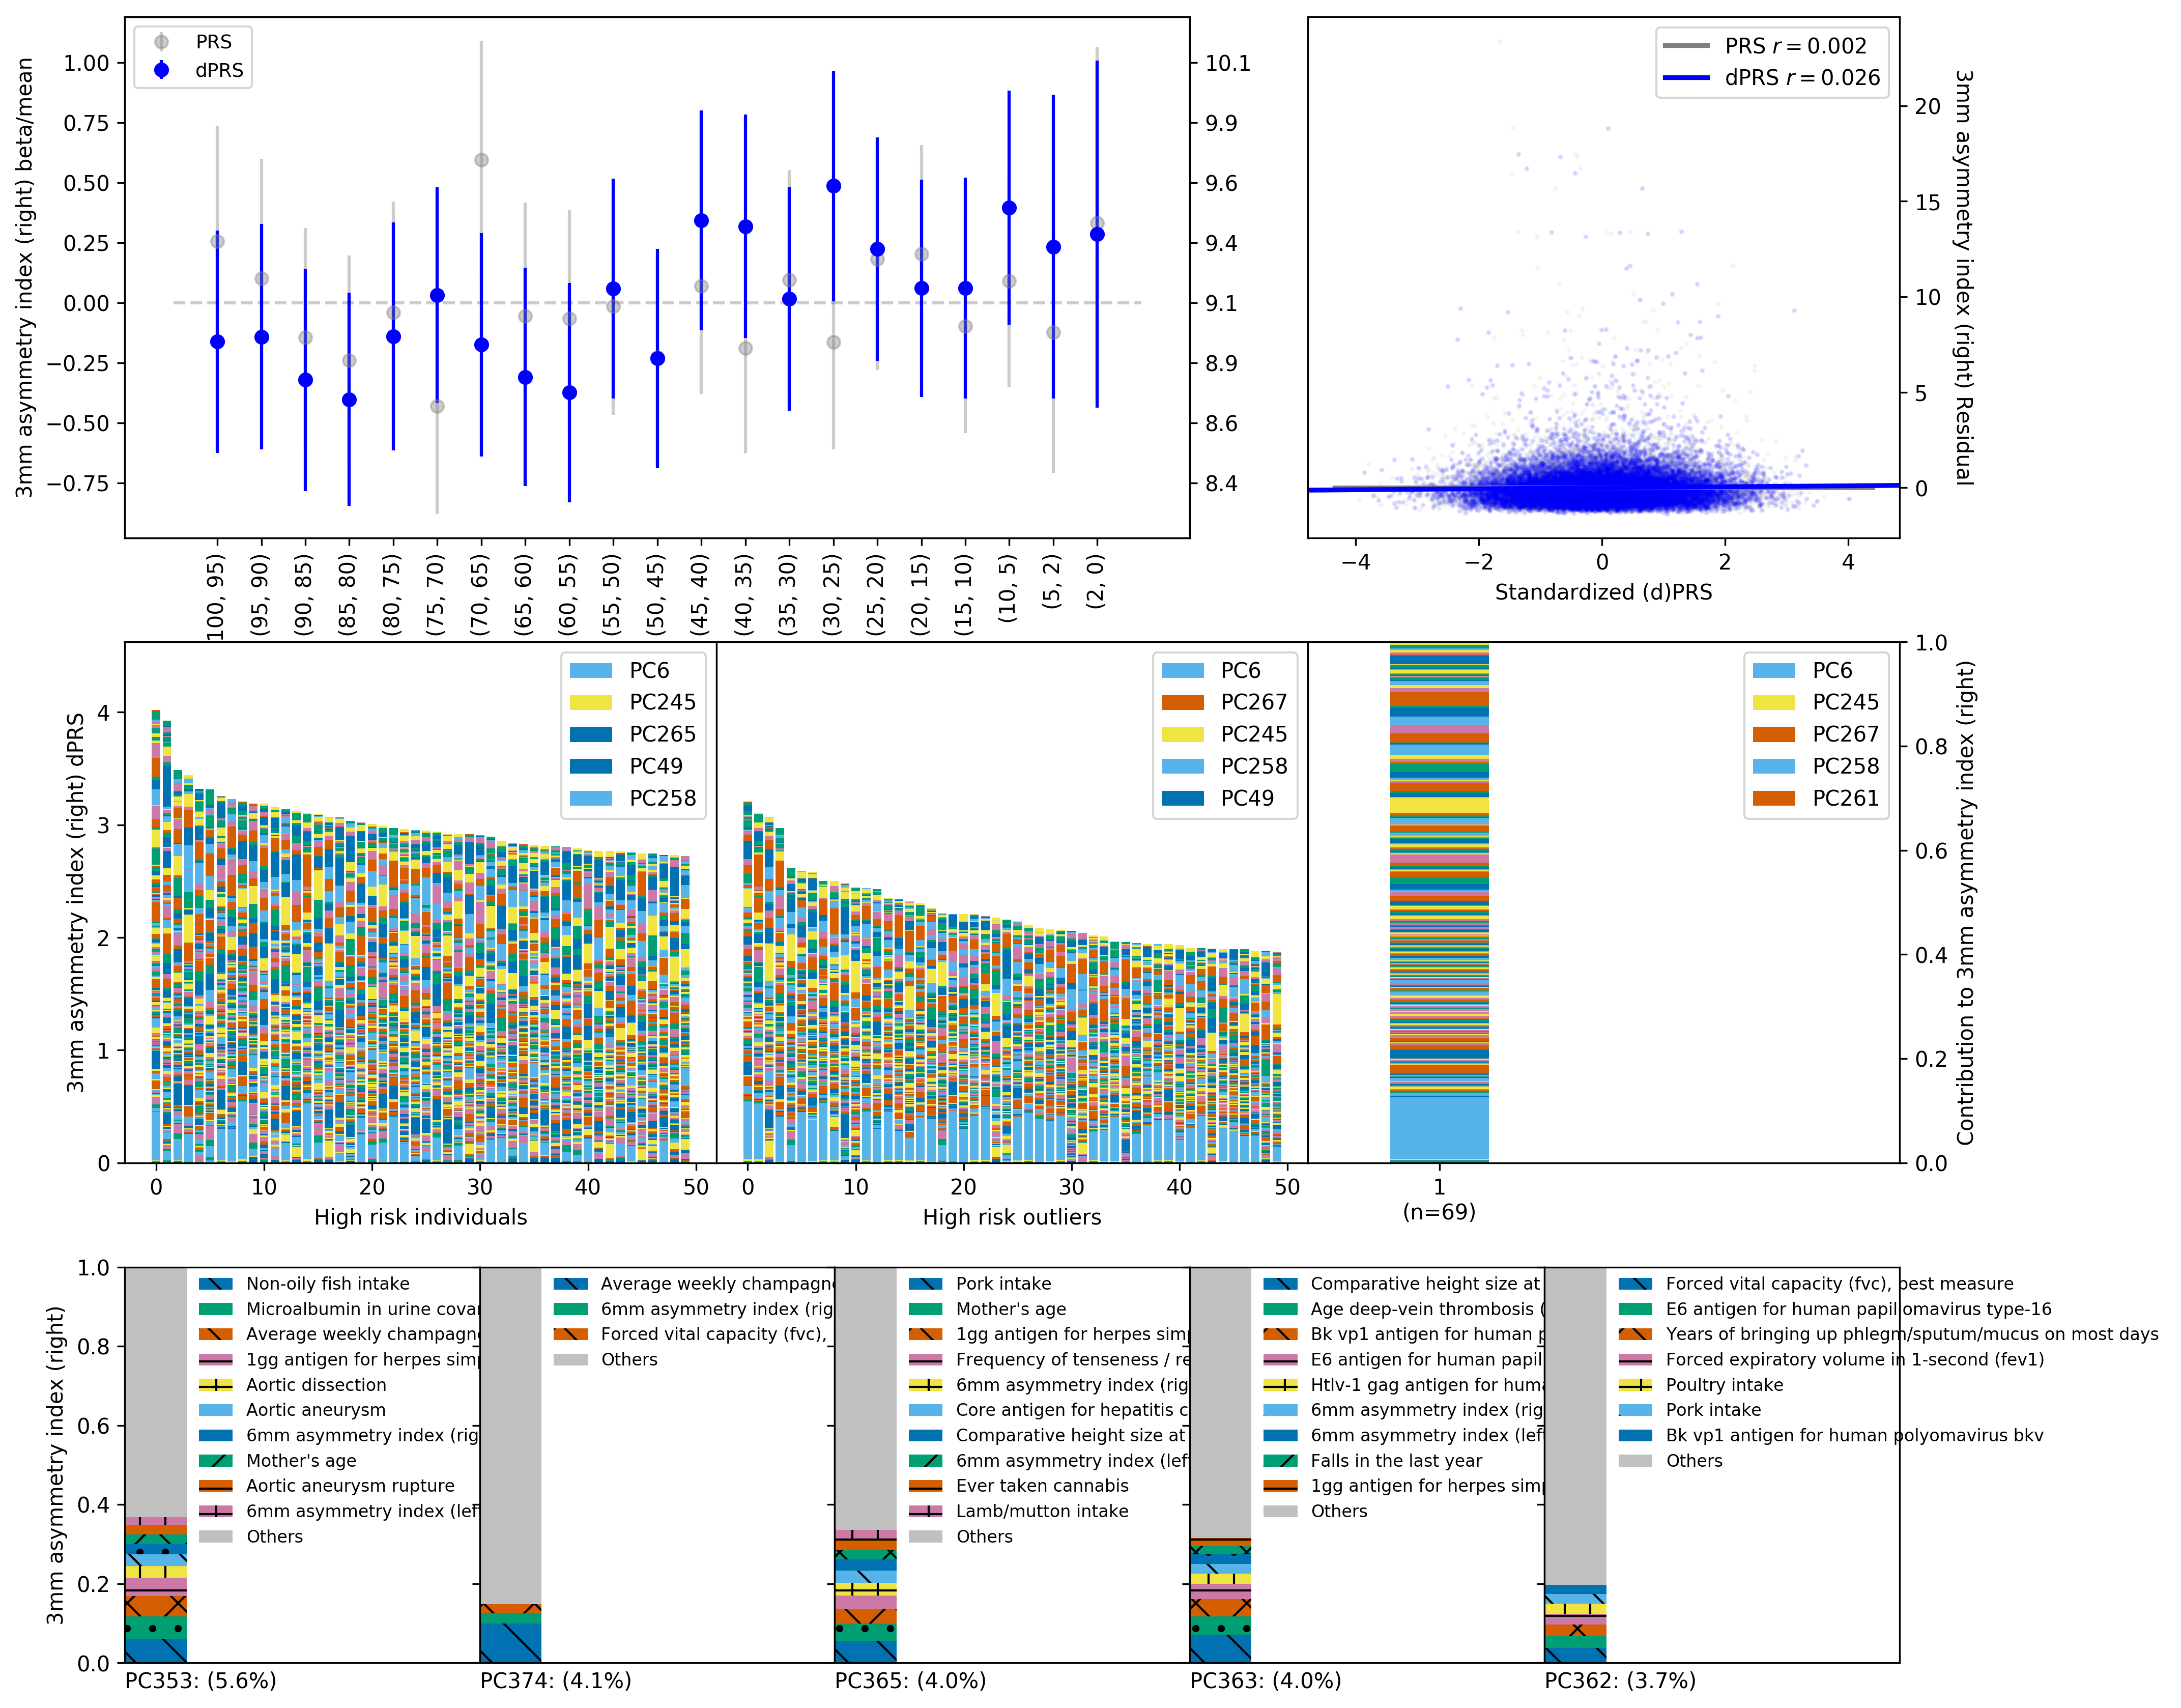 PRS
dPRS
3mm asymmetry index (right) beta/mean
1.00
0.75
0.50
0.25
0.00
−0.25
−0.50
−0.75
10.1
9.9
9.6
9.4
9.1
8.9
8.6
8.4
100, 95)
(95, 90)
(90, 85)
(85, 80)
(80, 75)
(75, 70)
(70, 65)
(65, 60)
(60, 55)
(55, 50)
(50, 45)
(45, 40)
(40, 35)
(35, 30)
(30, 25)
(25, 20)
(20, 15)
(15, 10)
(10, 5)
(5, 2)
(2, 0)
PRS r = 0.002
dPRS r = 0.026
20
15
10
5
0
3mm asymmetry index (right) Residual
−4
−2
0
2
4
Standardized (d)PRS
3mm asymmetry index (right) dPRS
4
3
2
1
0
PC6
PC245
PC265
PC49
PC258
0
10
20
30
40
50
High risk individuals
PC6
PC267
PC245
PC258
PC49
0
10
20
30
40
50
High risk outliers
PC6
PC245
PC267
PC258
PC261
1
(n=69)
1.0
0.8
0.6
0.4
0.2
0.0
Contribution to 3mm asymmetry index (right)
3mm asymmetry index (right)
1.0
0.8
0.6
0.4
0.2
0.0
Non-oily fish intake
Microalbumin in urine covar
Average weekly champagne
1gg antigen for herpes simp
Aortic dissection
Aortic aneurysm
6mm asymmetry index (rig
Mother's age
Aortic aneurysm rupture
6mm asymmetry index (lef
Others
PC353: (5.6%)
Average weekly champagne
6mm asymmetry index (rig
Forced vital capacity (fvc),
Others
PC374: (4.1%)
Pork intake
Mother's age
1gg antigen for herpes simp
Frequency of tenseness / re
6mm asymmetry index (rig
Core antigen for hepatitis c
Comparative height size at
6mm asymmetry index (lef
Ever taken cannabis
Lamb/mutton intake
Others
PC365: (4.0%)
Comparative height size at
Age deep-vein thrombosis (
Bk vp1 antigen for human p
E6 antigen for human papil
Htlv-1 gag antigen for huma
6mm asymmetry index (rig
6mm asymmetry index (lef
Falls in the last year
1gg antigen for herpes simp
Others
PC363: (4.0%)
Forced vital capacity (fvc), best measure
E6 antigen for human papillomavirus type-16
Years of bringing up phlegm/sputum/mucus on most days
Forced expiratory volume in 1-second (fev1)
Poultry intake
Pork intake
Bk vp1 antigen for human polyomavirus bkv
Others
PC362: (3.7%)